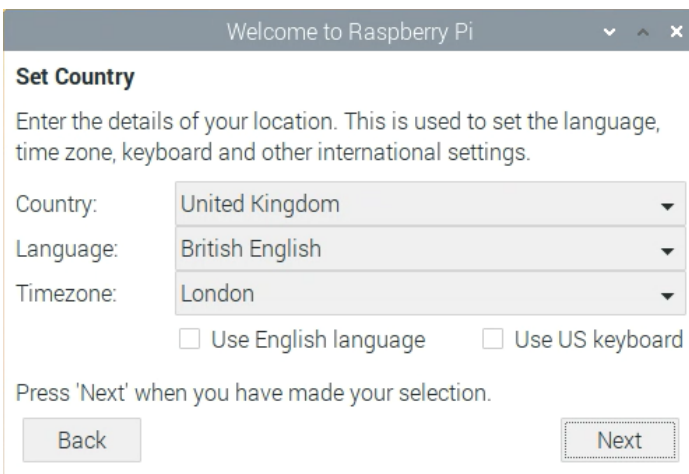 Welcome to Raspberry Pi
Set Country
Enter the details of your location. This is used to set the language,
time zone, keyboard and other international settings.
Country: United Kingdom
Language: British English
Timezone: London
Use English language Use US keyboard
Press 'Next' when you have made your selection.
Back Next